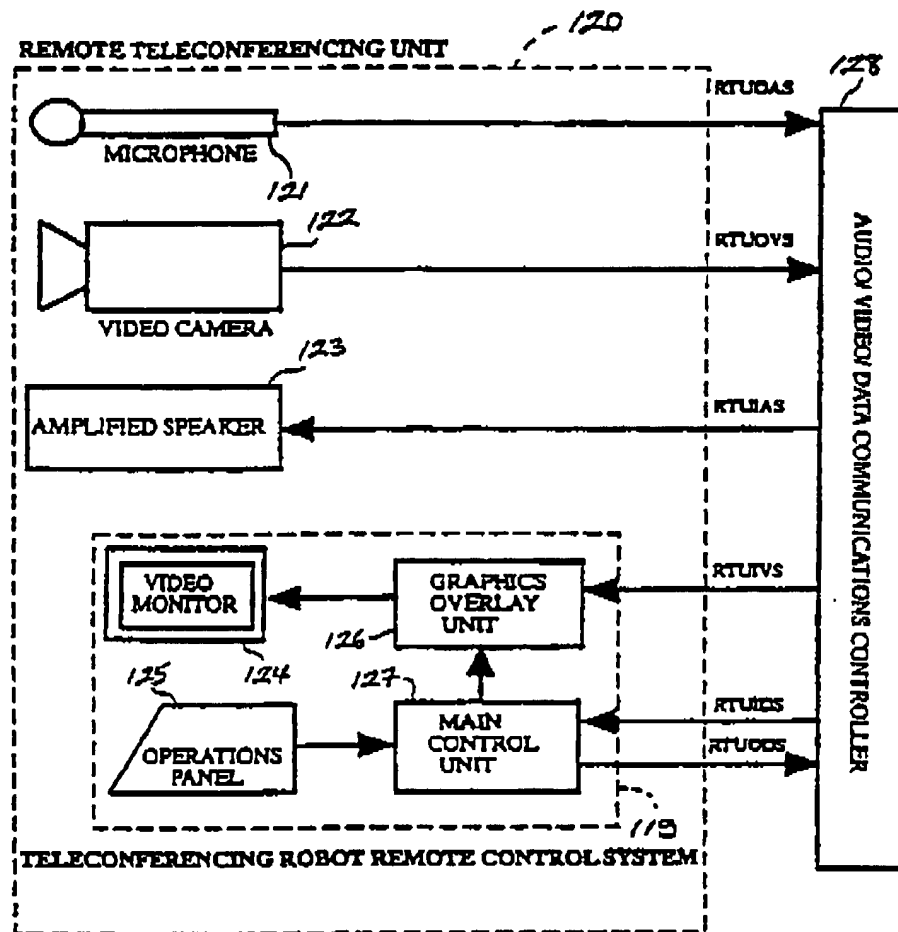 120
REMOTE TELECONFERENCING UNIT
128
RTUOAS
MICROPHONE
121
122
RTUOVS
VIDEO CAMERA
123
AMPLIFIED SPEAKER
RTUIAS
AUDIO/ VIDEO/ DATA COMMUNICATIONS CONTROLLER
VIDEO
MONITOR
GRAPHICS
OVERLAY
UNIT
RTUIVS
126
124
125
127
OPERATIONS
PANEL
MAIN
CONTROL
UNIT
RTUIDS
RTUODS
119
TELECONFERENCING ROBOT REMOTE CONTROL SYSTEM